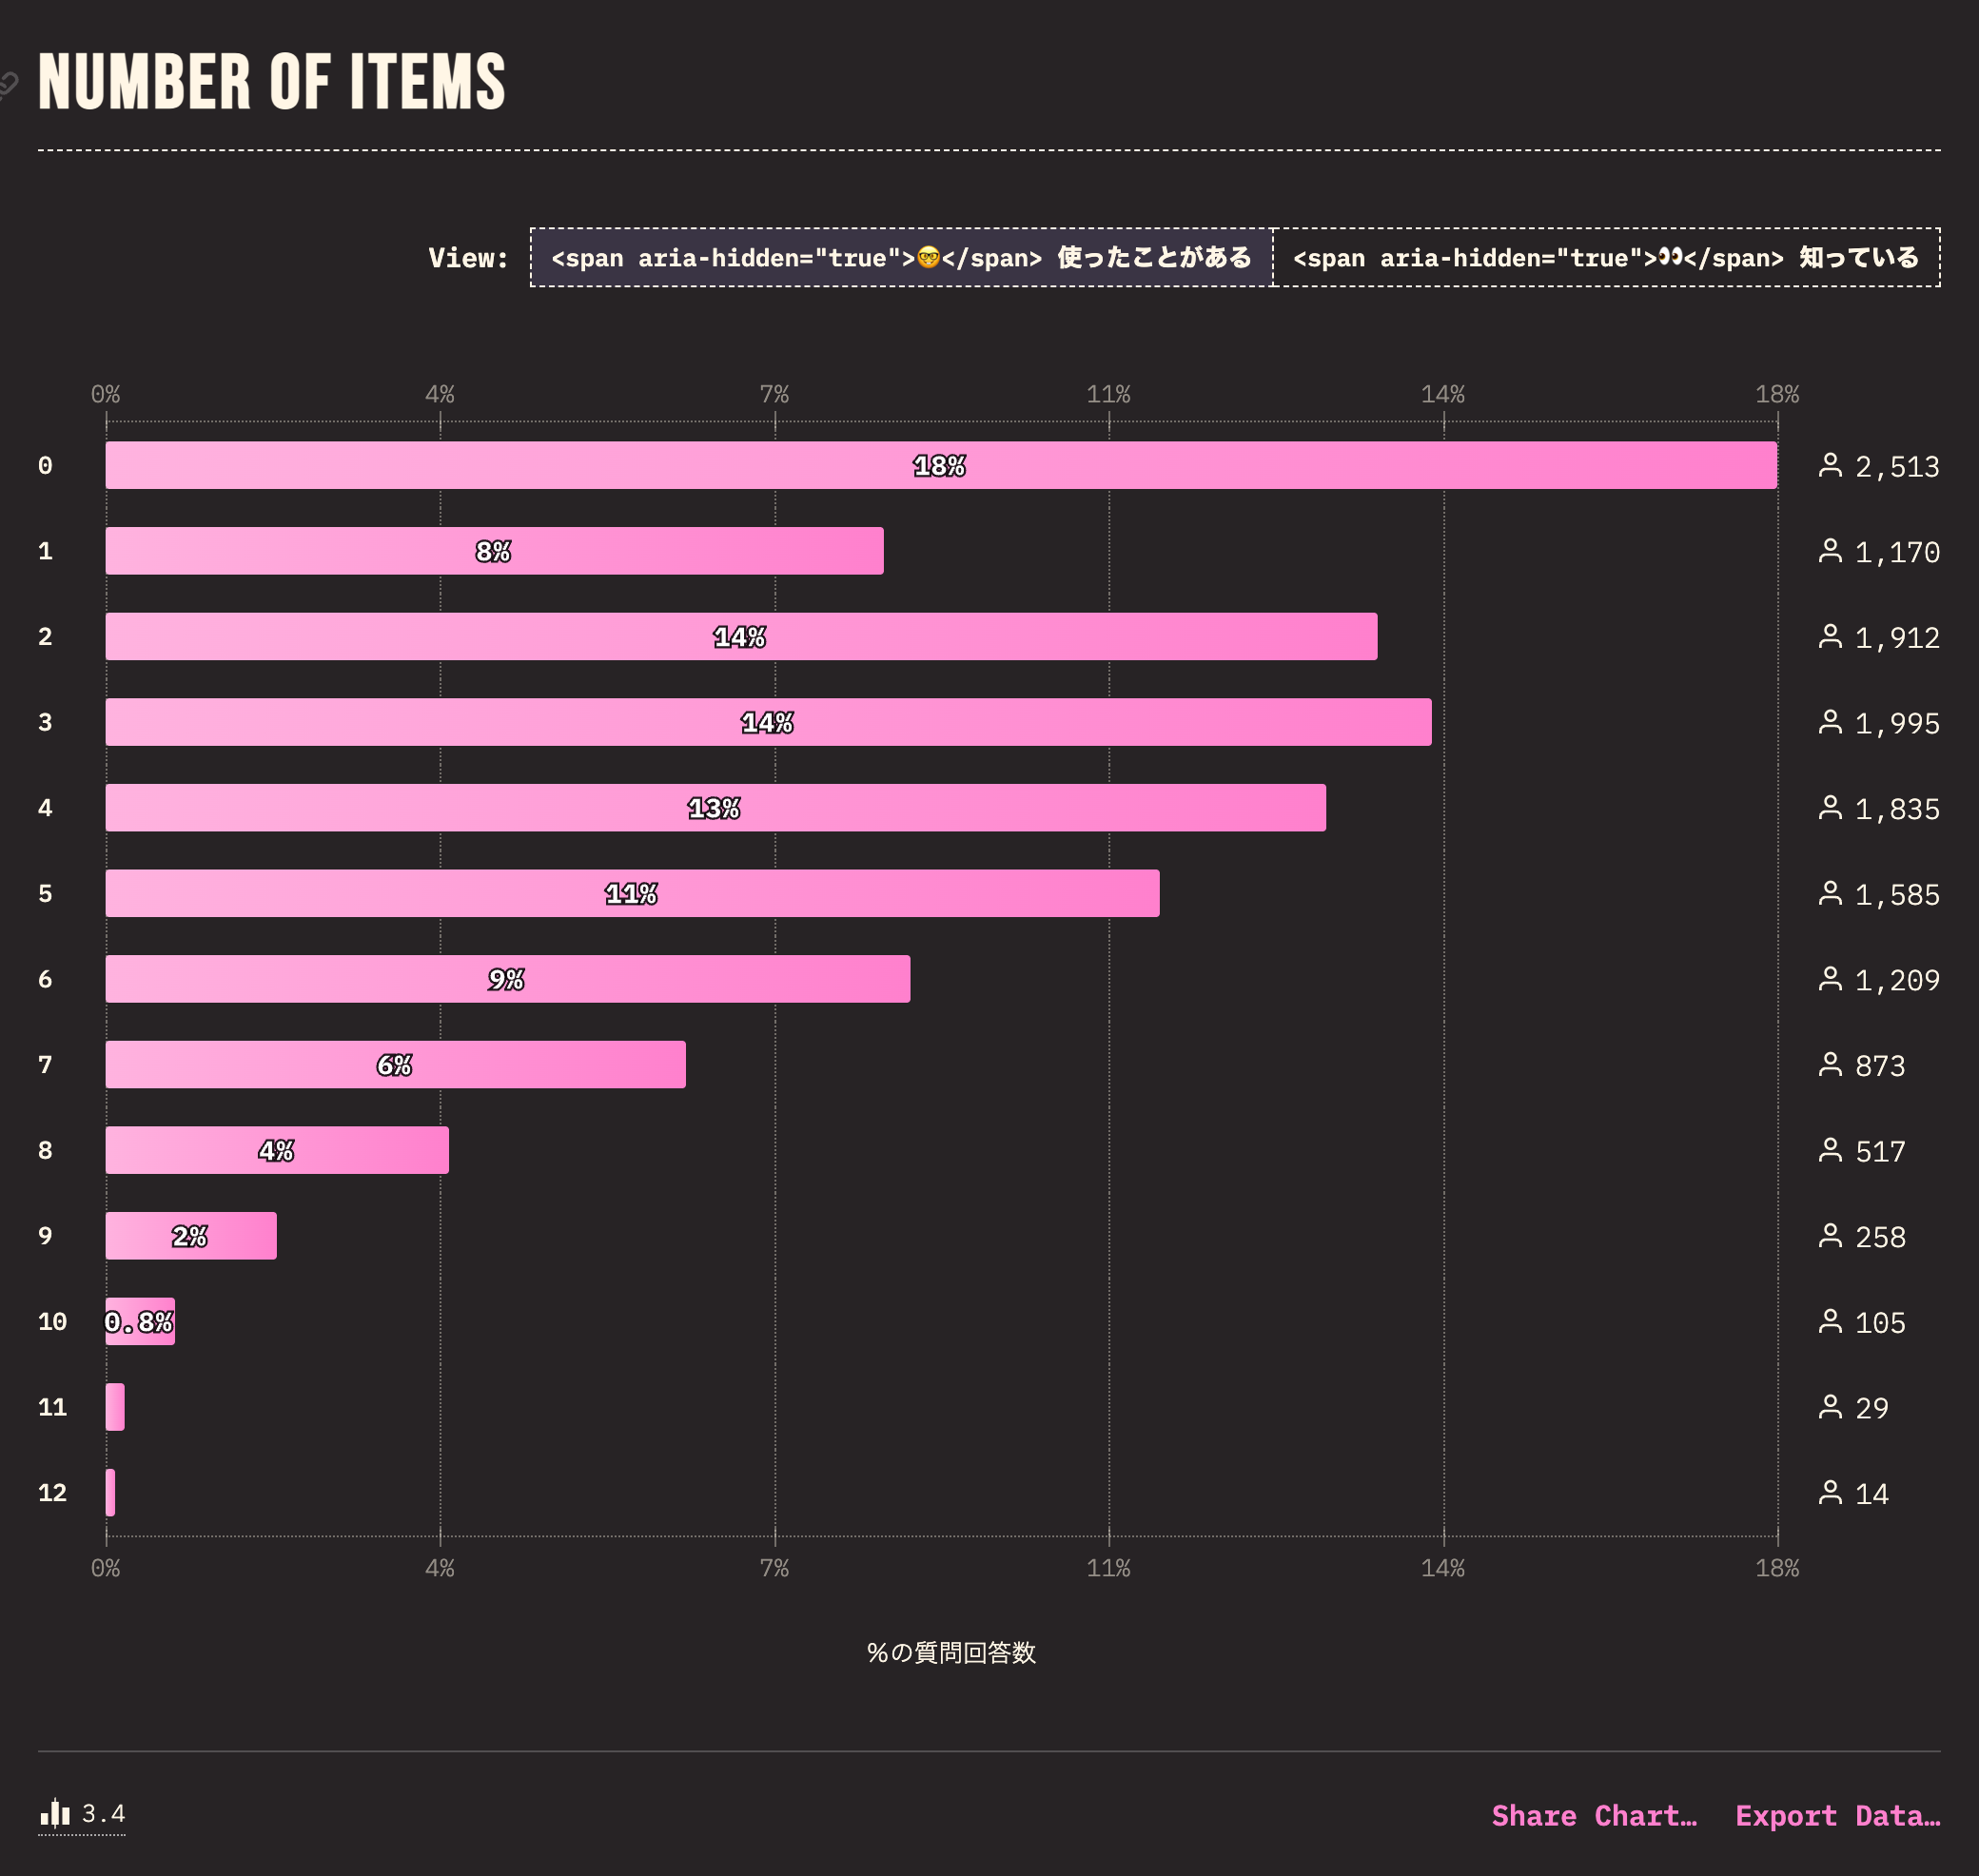 NUMBER OF ITEMS
View: <span aria-hidden="true">🤓</span> 使ったことがある <span aria-hidden="true">👀</span> 知っている
0% 4% 7% 11% 14% 18%
0 18% 2,513
1 8% 1,170
2 14% 1,912
3 14% 1,995
4 13% 1,835
5 11% 1,585
6 9% 1,209
7 6% 873
8 4% 517
9 2% 258
10 0.8% 105
11 29
12 14
0% 4% 7% 11% 14% 18%
%の質問回答数
3.4 Share Chart… Export Data…